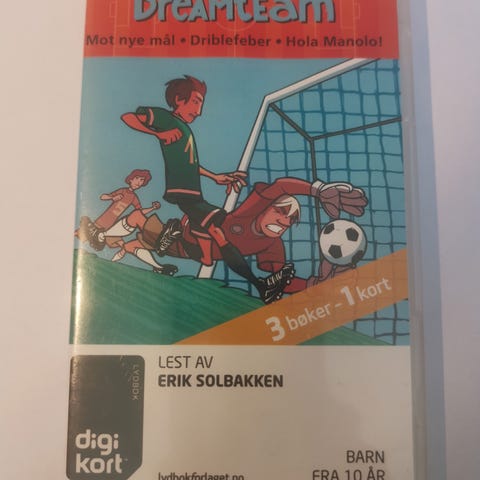 Dreamteam
Mot nye mål • Driblefeber • Hola Manolo!
3 bøker - 1 kort
LEST AV
ERIK SOLBAKKEN
LYDBOK
digi
kort
lydbokforlaget.no
BARN
FRA 10 ÅR